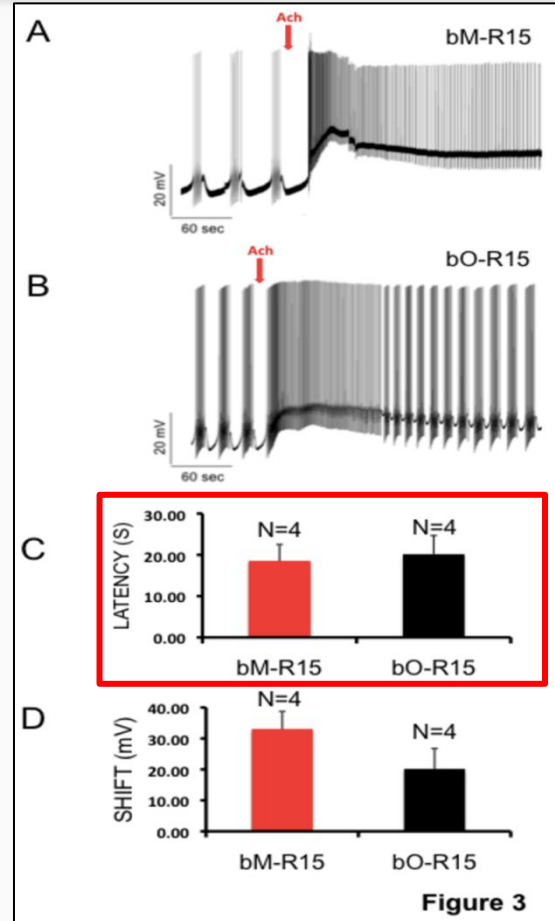 A
Ach
bM-R15
20 mV
60 sec
B
Ach
bO-R15
20 mV
60 sec
C
LATENCY (S)
30.00
20.00
10.00
0.00
N=4
N=4
bM-R15
bO-R15
D
SHIFT (mV)
40.00
30.00
20.00
10.00
0.00
N=4
N=4
bM-R15
bO-R15
Figure 3